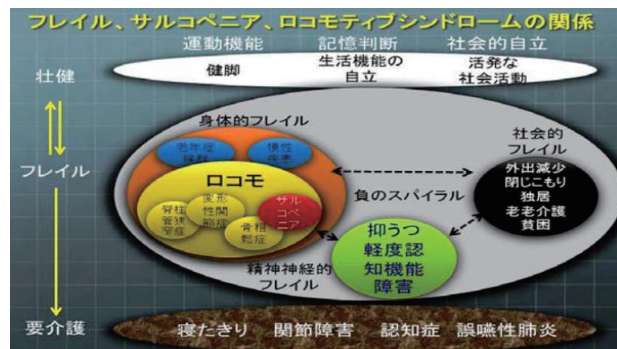 フレイル、サルコペニア、ロコモティブシンドロームの関係
運動機能
記憶判断
社会的自立
健脚
生活機能の
自立
活発な
社会活動
壮健
フレイル
要介護
身体的フレイル
老年症
候群
慢性
疾患
ロコモ
脊柱
管狭
窄症
変形
性関
節症
骨粗
鬆症
サル
コペ
ニア
負のスパイラル
社会的
フレイル
外出減少
閉じこもり
独居
老老介護
貧困
抑うつ
軽度認
知機能
障害
精神神経的
フレイル
寝たきり 関節障害 認知症 誤嚥性肺炎